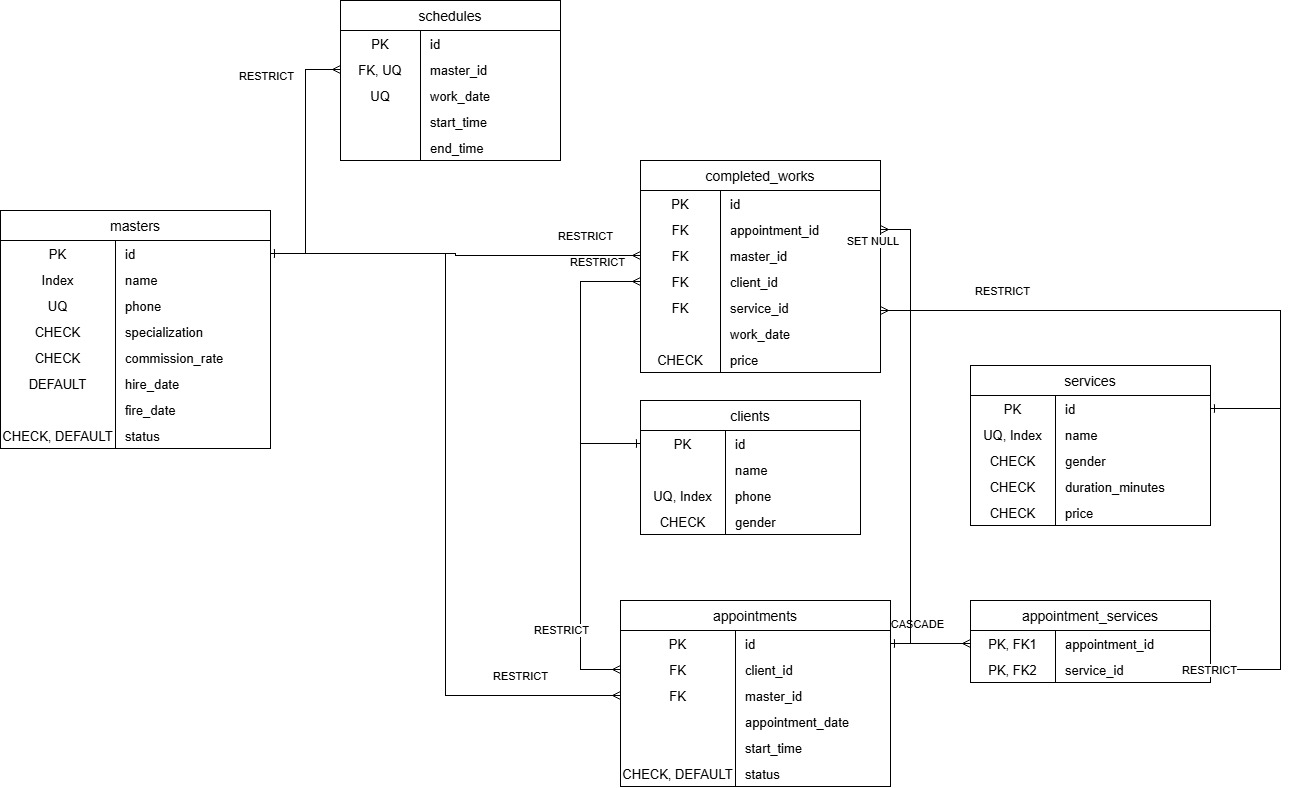 schedules
PK id
FK, UQ master_id
UQ work_date
start_time
end_time
RESTRICT
masters
PK id
Index name
UQ phone
CHECK specialization
CHECK commission_rate
DEFAULT hire_date
fire_date
CHECK, DEFAULT status
completed_works
PK id
FK appointment_id
FK master_id
FK client_id
FK service_id
work_date
CHECK price
RESTRICT
RESTRICT
SET NULL
RESTRICT
clients
PK id
name
UQ, Index phone
CHECK gender
services
PK id
UQ, Index name
CHECK gender
CHECK duration_minutes
CHECK price
appointments
PK id
FK client_id
FK master_id
appointment_date
start_time
CHECK, DEFAULT status
RESTRICT
RESTRICT
CASCADE
appointment_services
PK, FK1 appointment_id
PK, FK2 service_id
RESTRICT